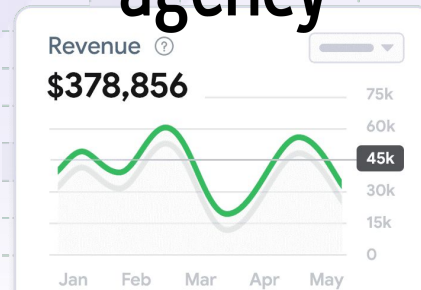 agency
Revenue ?
$378,856
75k
60k
45k
30k
15k
0
Jan Feb Mar Apr May